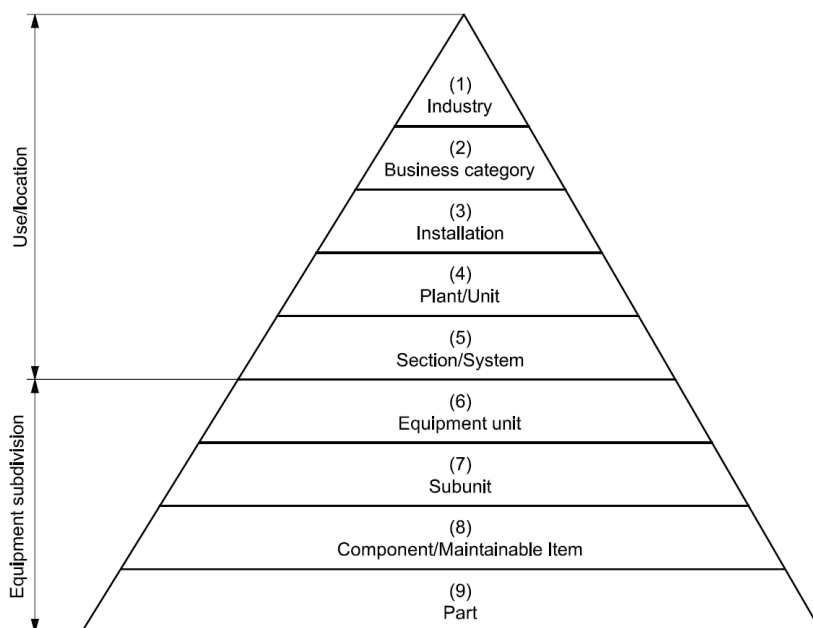 Use/location
Equipment subdivision
(1)
Industry
(2)
Business category
(3)
Installation
(4)
Plant/Unit
(5)
Section/System
(6)
Equipment unit
(7)
Subunit
(8)
Component/Maintainable Item
(9)
Part